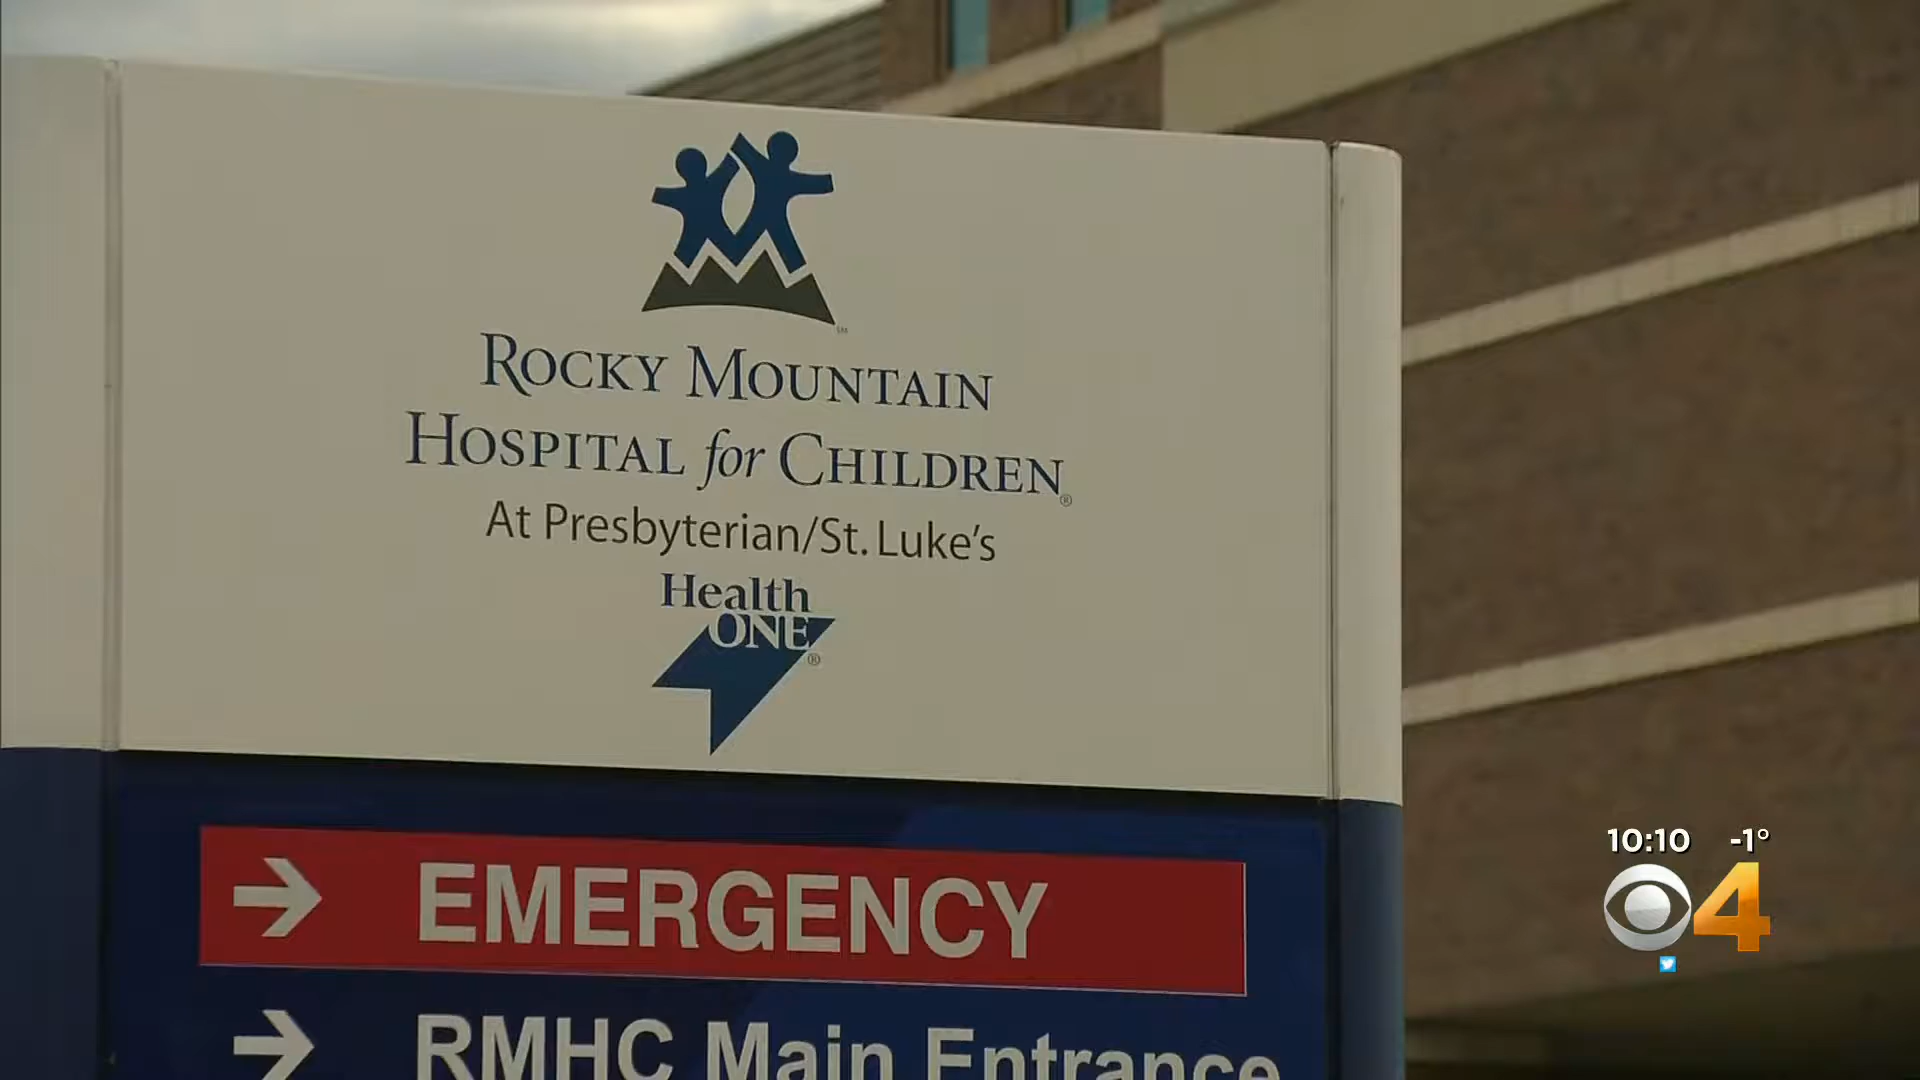 ROCKY MOUNTAIN
HOSPITAL for CHILDREN®
At Presbyterian/St. Luke's
Health
ONE®
→ EMERGENCY
→ RMHC Main Entrance
10:10 -1°
4